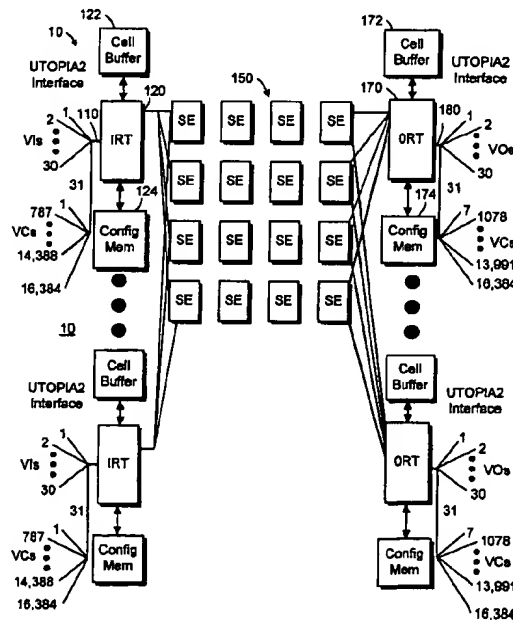 122
10
Cell
Buffer
UTOPIA2
Interface
120
1
110
2
VIs
30
IRT
31
124
1
787
VCs
14,388
16,384
Config
Mem
150
SE SE SE SE
SE SE SE SE
SE SE SE SE
SE SE SE SE
172
Cell
Buffer
UTOPIA2
Interface
170
180
1
2
VOs
30
0RT
31
174
7
1078
VCs
13,991
16,384
Config
Mem
10
Cell
Buffer
UTOPIA2
Interface
1
2
VIs
30
IRT
31
1
787
VCs
14,388
16,384
Config
Mem
Cell
Buffer
UTOPIA2
Interface
1
2
VOs
30
0RT
31
7
1078
VCs
13,991
16,384
Config
Mem